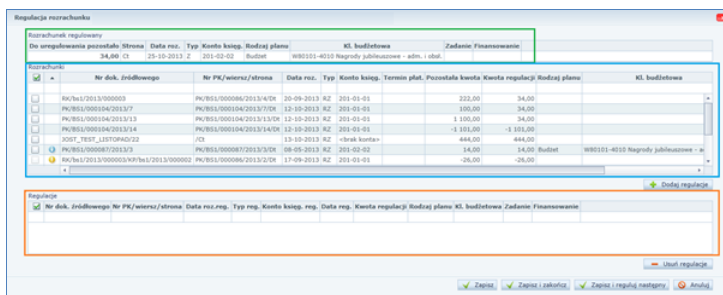 Regulacja rozrachunku
Rozrachunek regulowany
Do uregulowania pozostało Strona Data roz. Typ Konto księg. Rodzaj planu Kl. budżetowa Zadanie Finansowanie
34,00 Ct 25-10-2013 Z 201-02-02 Budżet W80101-4010 Nagrody jubileuszowe - adm. i obsł.
Rozrachunki
Nr dok. źródłowego Nr PK/wiersz/strona Data roz. Typ Konto księg. Termin płat. Pozostała kwota Kwota regulacji Rodzaj planu Kl. budżetowa
RK/bs1/2013/000003 PK/BS1/000086/2013/4/Dt 20-09-2013 RZ 201-01-01 222,00 34,00
PK/BS1/000104/2013/7 PK/BS1/000104/2013/7/Dt 12-10-2013 RZ 201-01-01 100,00 34,00
PK/BS1/000104/2013/13 PK/BS1/000104/2013/13/Dt 12-10-2013 RZ 201-01-01 1 100,00 34,00
PK/BS1/000104/2013/14 PK/BS1/000104/2013/14/Dt 12-10-2013 RZ 201-01-01 -1 101,00 -1 101,00
JOST_TEST_LISTOPAD/22 /Ct 13-10-2013 RZ <brak konta> 444,00 444,00
PK/BS1/000087/2013/3 PK/BS1/000087/2013/3/Dt 08-05-2013 RZ 201-02-02 14,00 14,00 Budżet W80101-4010 Nagrody jubileuszowe - a
RK/bs1/2013/000003/KP/bs1/2013/000002 PK/BS1/000086/2013/2/Dt 17-09-2013 RZ 201-01-01 -26,00 -26,00
Dodaj regulacje
Regulacje
Nr dok. źródłowego Nr PK/wiersz/strona Data roz.reg. Typ reg. Konto księg. reg. Data reg. Kwota regulacji Rodzaj planu Kl. budżetowa Zadanie Finansowanie
Usuń regulacje
Zapisz Zapisz i zakończ Zapisz i reguluj następny Anuluj